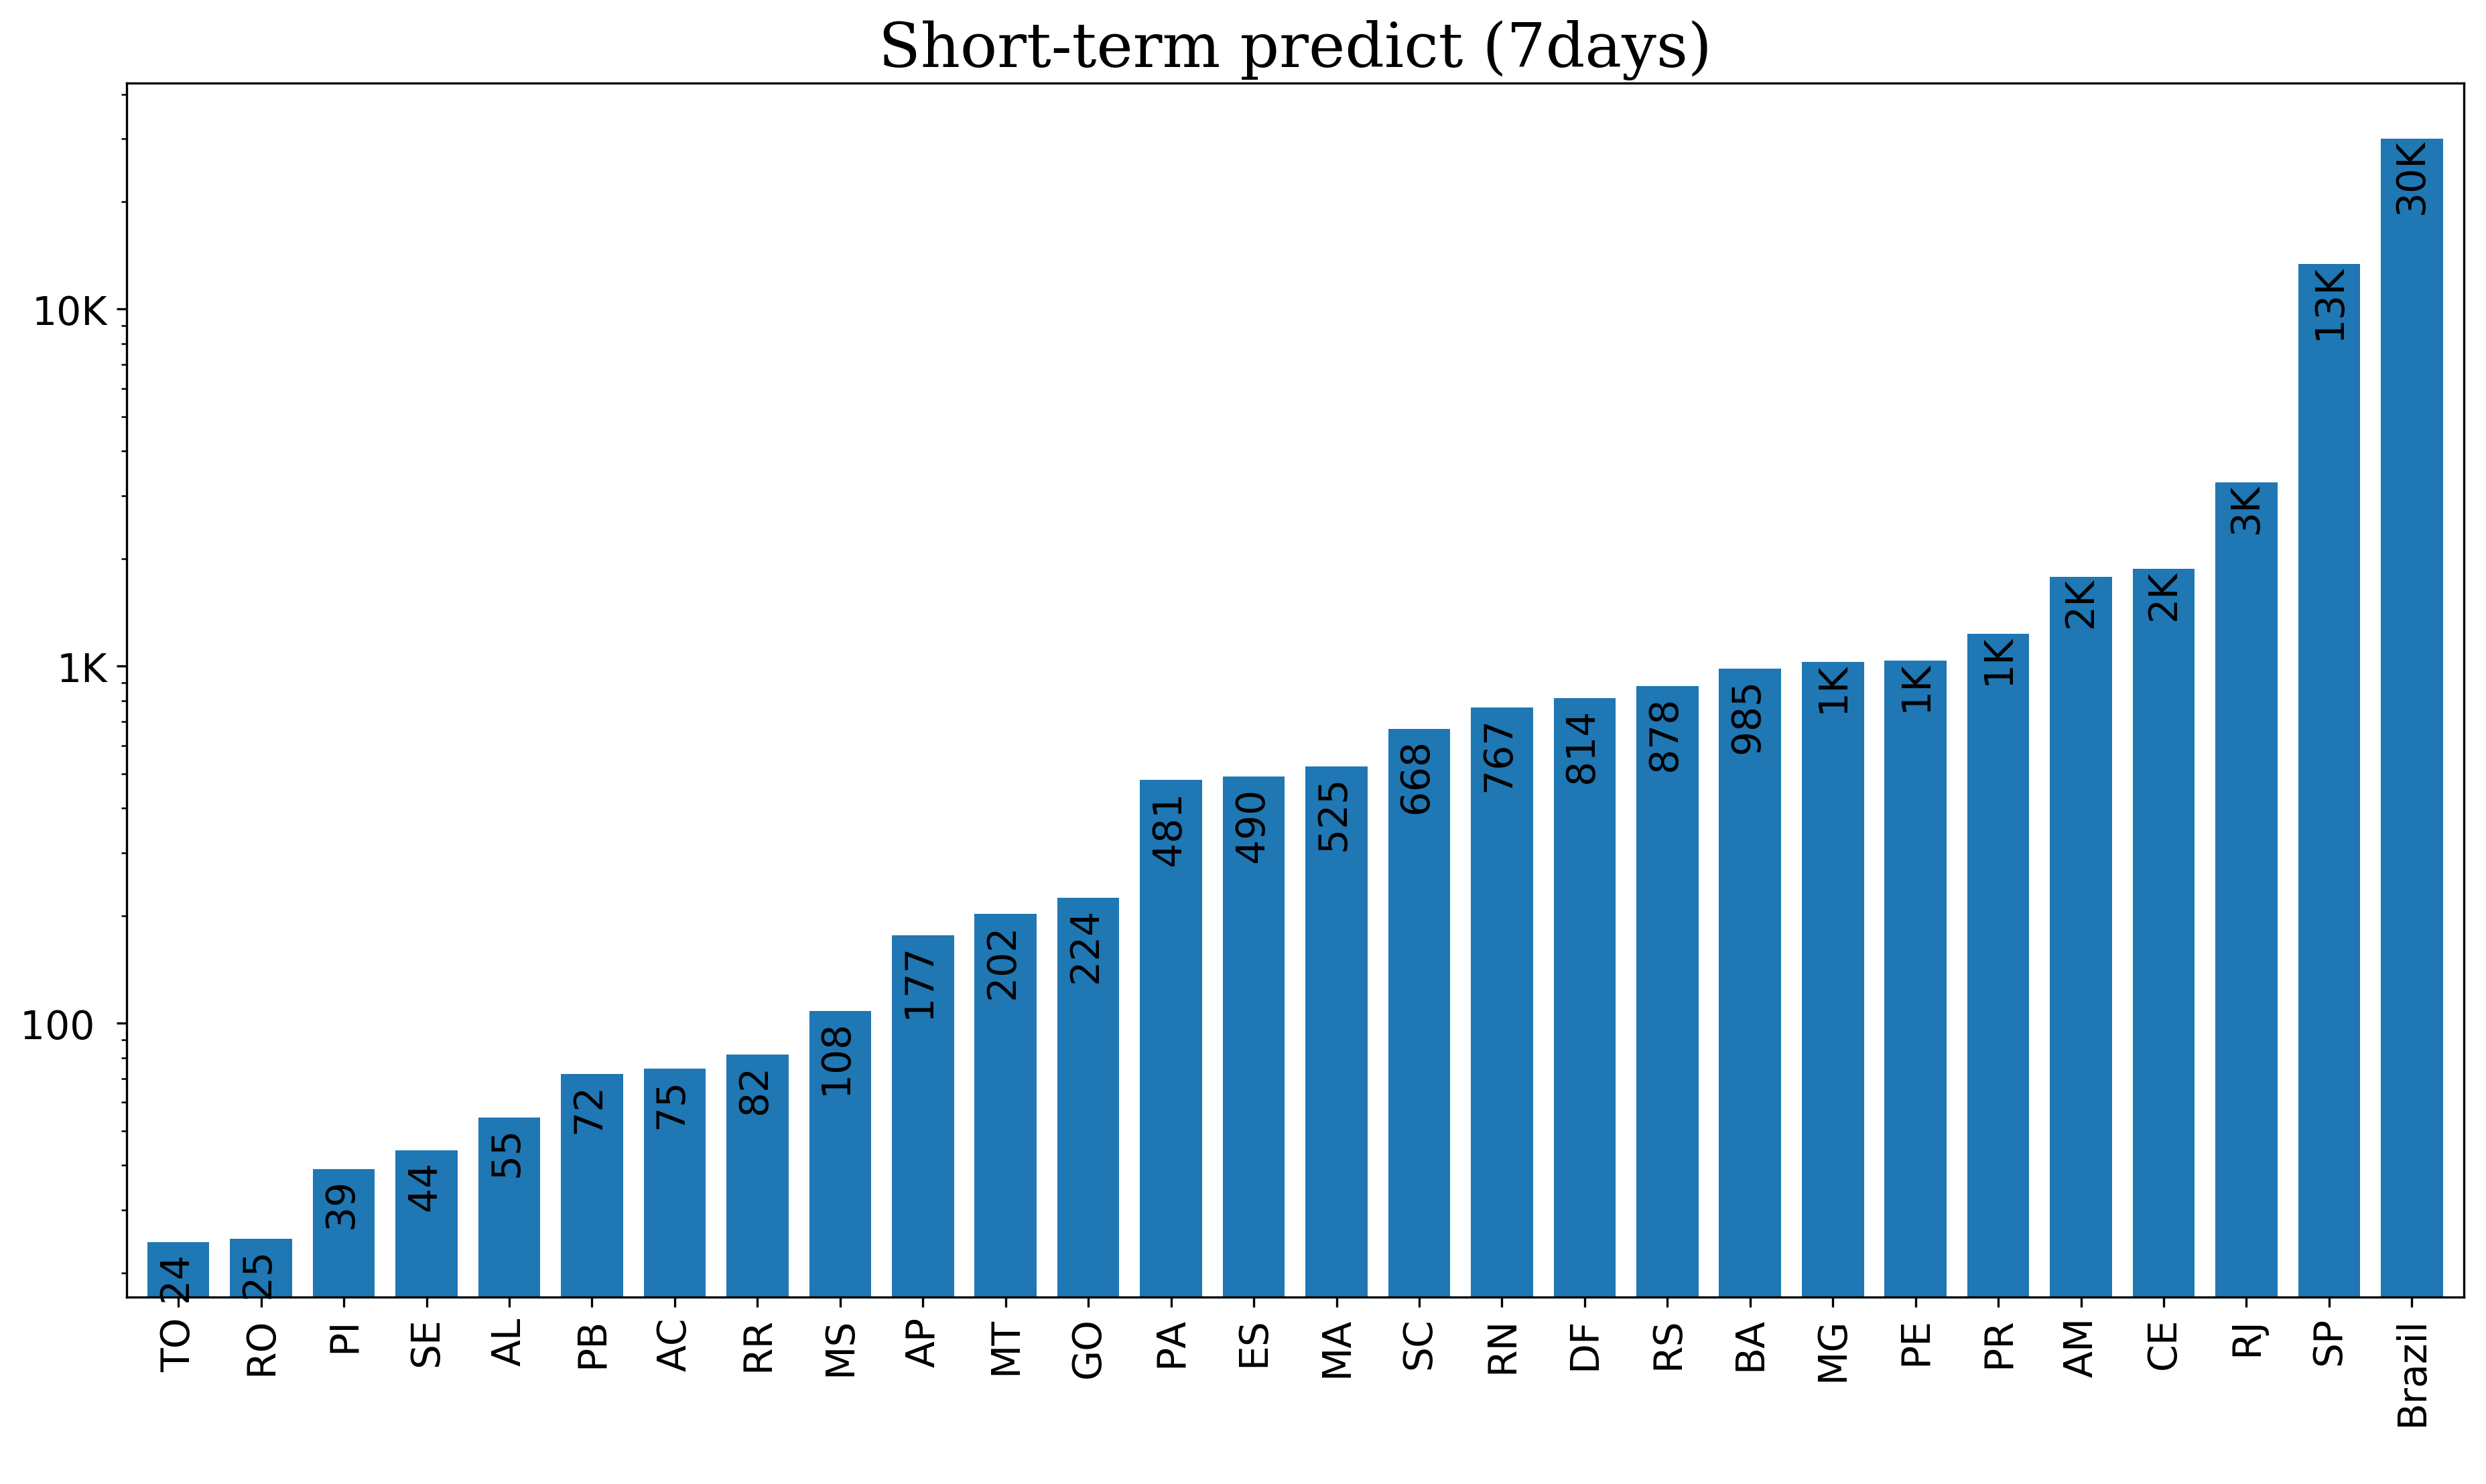 Short-term predict (7days)
10K
1K
100
24
25
39
44
55
72
75
82
108
177
202
224
481
490
525
668
767
814
878
985
1K
1K
1K
2K
2K
3K
13K
30K
TO
RO
PI
SE
AL
PB
AC
RR
MS
AP
MT
GO
PA
ES
MA
SC
RN
DF
RS
BA
MG
PE
PR
AM
CE
RJ
SP
Brazil